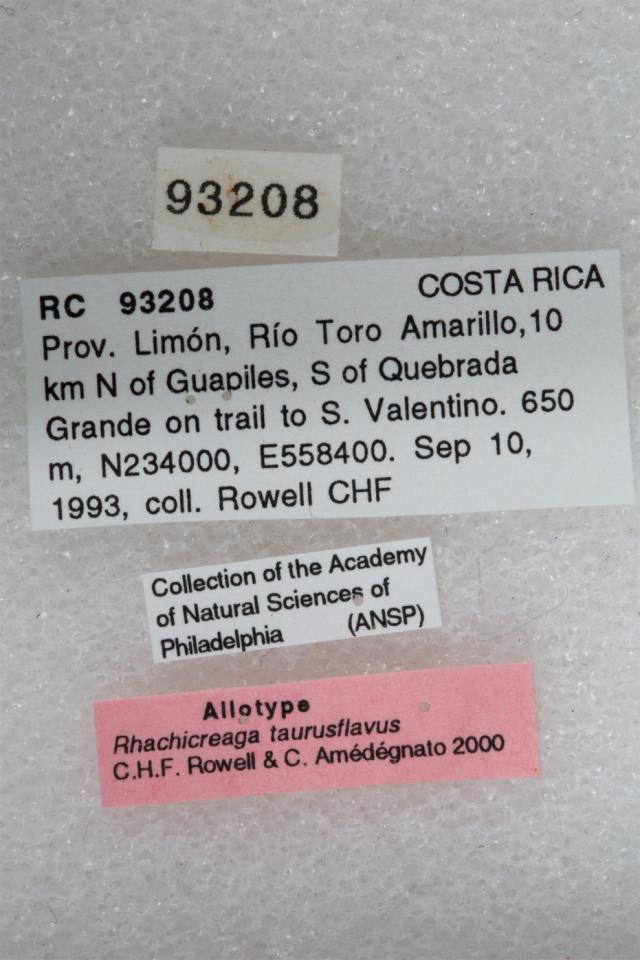 93208
RC 93208 COSTA RICA
Prov. Limón, Río Toro Amarillo,10
km N of Guapiles, S of Quebrada
Grande on trail to S. Valentino. 650
m, N234000, E558400. Sep 10,
1993, coll. Rowell CHF
Collection of the Academy
of Natural Sciences of
Philadelphia (ANSP)
Allotype
Rhachicreaga taurusflavus
C.H.F. Rowell & C. Amédégnato 2000